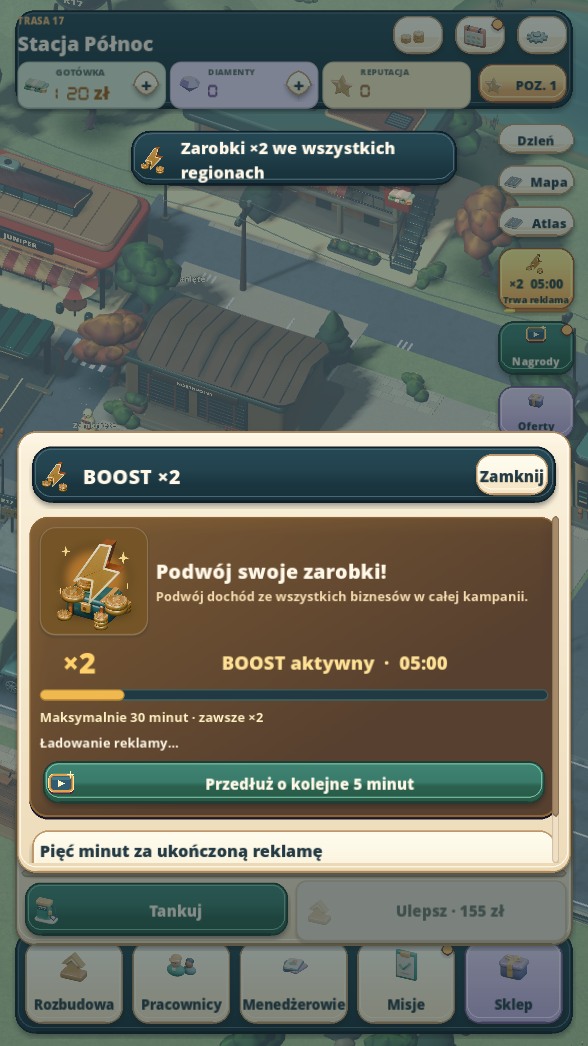 TRASA 17
Stacja Północ
GOTÓWKA
120 zł
DIAMENTY
0
REPUTACJA
0
POZ. 1
Zarobki ×2 we wszystkich
regionach
Dzień
Mapa
Atlas
×2 05:00
Trwa reklama
Nagrody
Oferty
JUNIPER
BOOST ×2
Zamknij
Podwój swoje zarobki!
Podwój dochód ze wszystkich biznesów w całej kampanii.
×2
BOOST aktywny · 05:00
Maksymalnie 30 minut · zawsze ×2
Ładowanie reklamy...
Przedłuż o kolejne 5 minut
Pięć minut za ukończoną reklamę
Tankuj
Ulepsz · 155 zł
Rozbudowa
Pracownicy
Menedżerowie
Misje
Sklep